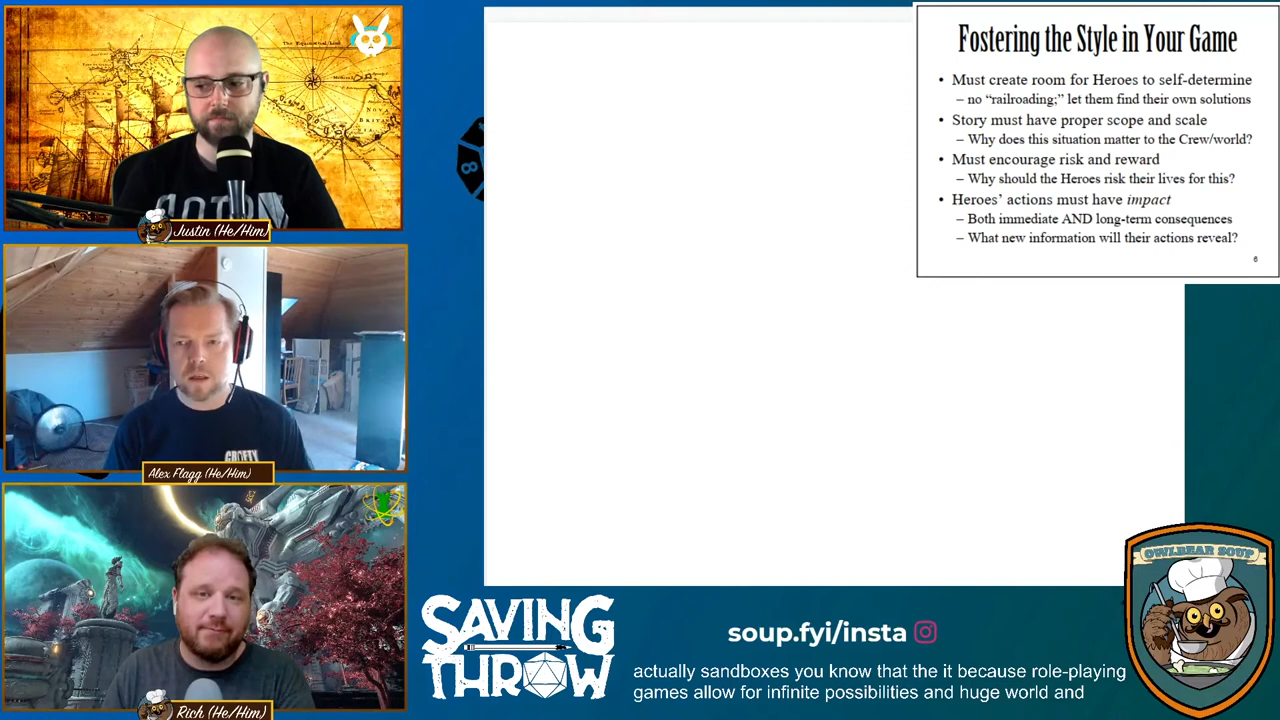 Fostering the Style in Your Game
• Must create room for Heroes to self-determine
– no “railroading;” let them find their own solutions
• Story must have proper scope and scale
– Why does this situation matter to the Crew/world?
• Must encourage risk and reward
– Why should the Heroes risk their lives for this?
• Heroes’ actions must have impact
– Both immediate AND long-term consequences
– What new information will their actions reveal?
6
8
Justin (He/Him)
Alex Flagg (He/Him)
Rich (He/Him)
SAVING
THROW
soup.fyi/insta
actually sandboxes you know that the it because role-playing
games allow for infinite possibilities and huge world and
OWLBEAR SOUP